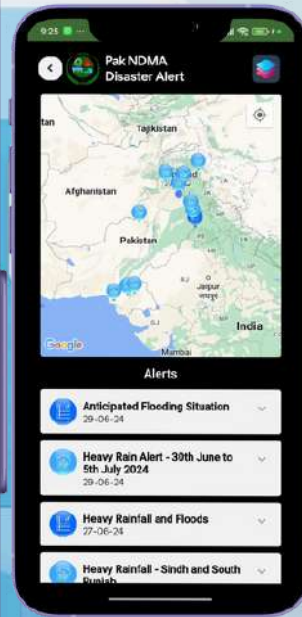 9:25
Pak NDMA
Disaster Alert
Tajikistan
Afghanistan
Pakistan
Jaipur
जयपुर
India
Google
Mumbai
Alerts
Anticipated Flooding Situation
29-06-24
Heavy Rain Alert - 30th June to
5th July 2024
29-06-24
Heavy Rainfall and Floods
27-06-24
Heavy Rainfall - Sindh and South
Punjab